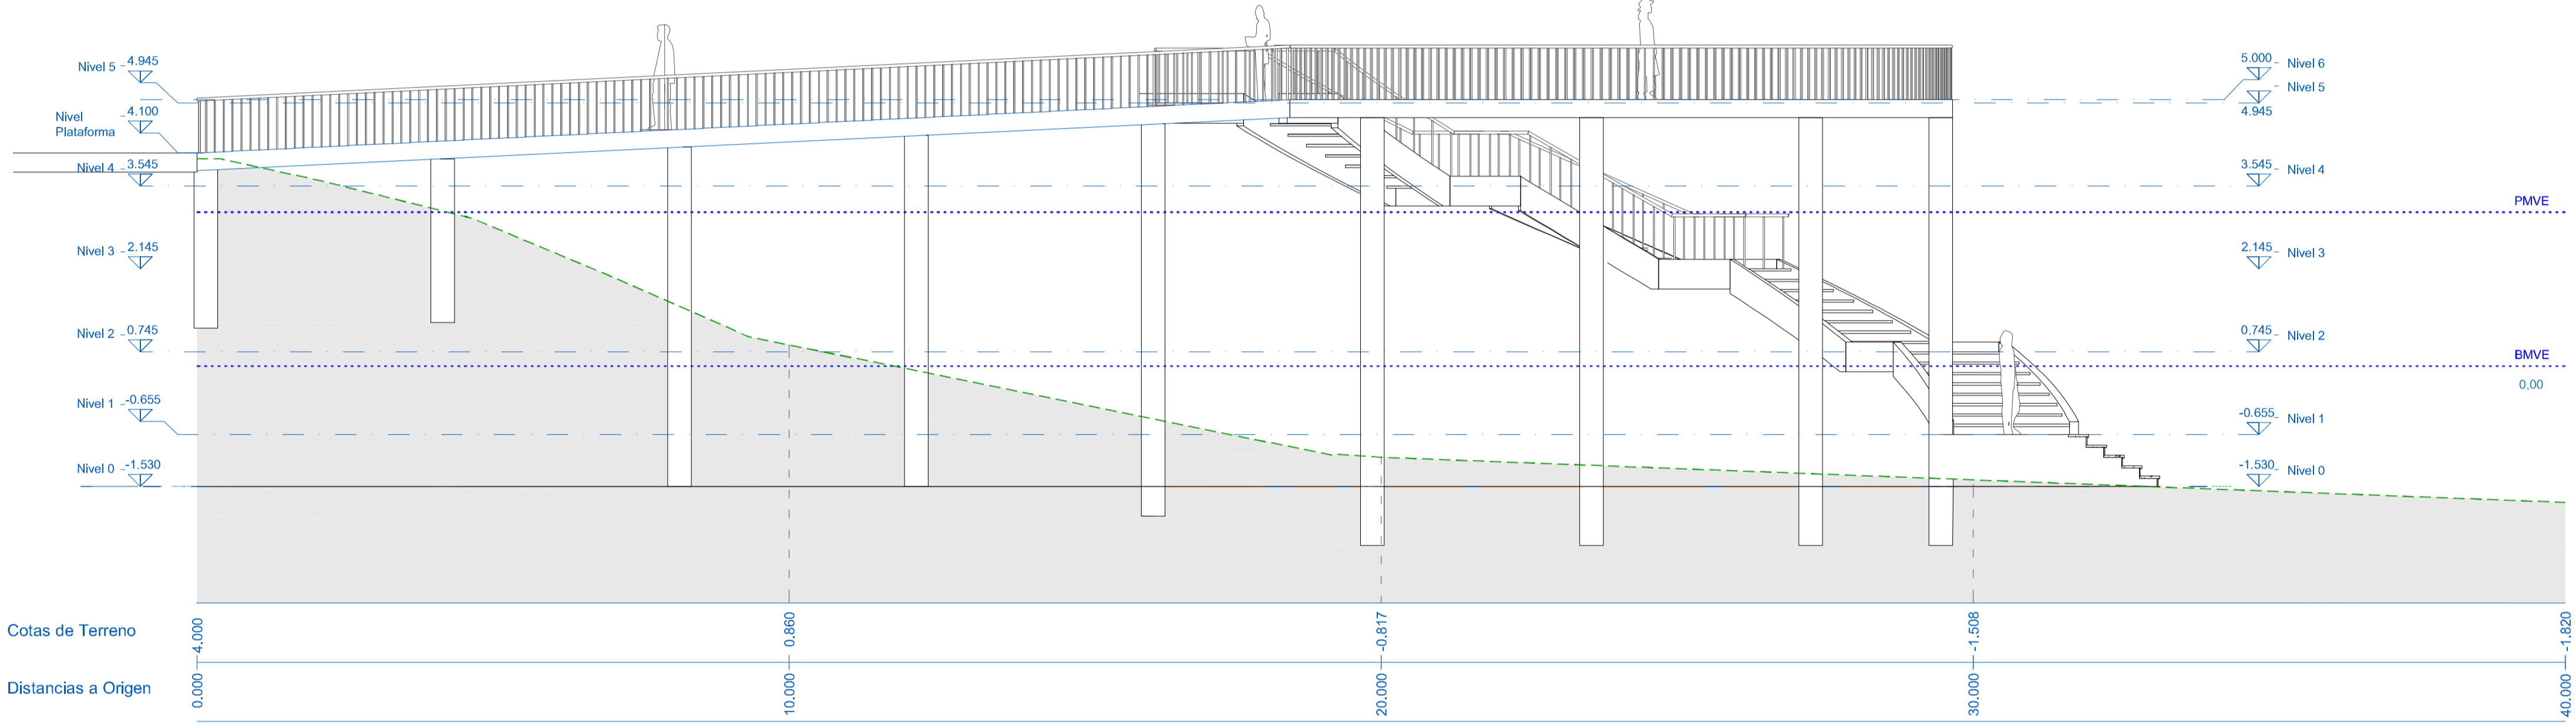 Nivel 5 4.945
Nivel
Plataforma 4.100
Nivel 4 3.545
Nivel 3 2.145
Nivel 2 0.745
Nivel 1 -0.655
Nivel 0 -1.530
5.000 Nivel 6
Nivel 5
4.945
3.545 Nivel 4
PMVE
2.145 Nivel 3
0.745 Nivel 2
BMVE
0,00
-0.655 Nivel 1
-1.530 Nivel 0
Cotas de Terreno 4.000 0.860 -0.817 -1.508 -1.820
Distancias a Origen 0.000 10.000 20.000 30.000 40.000